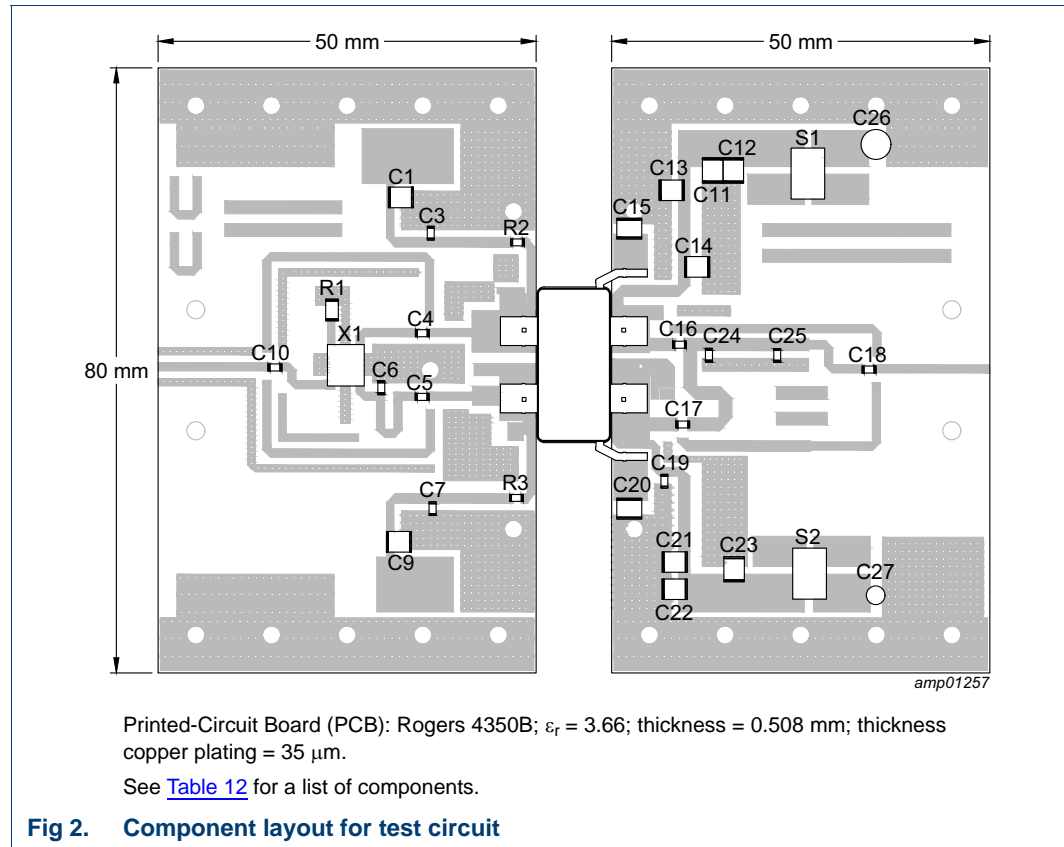 50 mm
50 mm
80 mm
C26
S1
C12
C13
C11
C1
C15
C3
R2
C14
R1
C4
X1
C16
C24
C25
C10
C6
C5
C18
C17
C19
R3
C7
C20
C9
C21
C23
S2
C27
C22
amp01257
Printed-Circuit Board (PCB): Rogers 4350B; εr = 3.66; thickness = 0.508 mm; thickness
copper plating = 35 μm.
See Table 12 for a list of components.
Fig 2. Component layout for test circuit